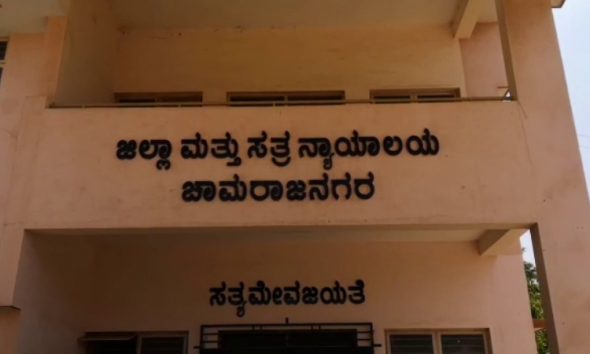 ಜಿಲ್ಲಾ ಮತ್ತು ಸತ್ರ ನ್ಯಾಯಾಲಯ
ಚಾಮರಾಜನಗರ
ಸತ್ಯಮೇವಜಯತೆ